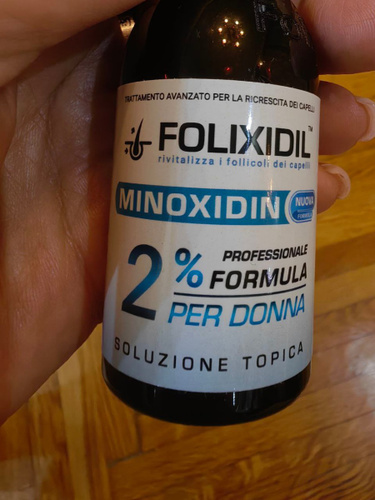 TRATTAMENTO AVANZATO PER LA RICRESCITA DEI CAPELLI
FOLIXIDIL™
rivitalizza i follicoli dei capelli
MINOXIDIN
NUOVA
2%
PROFESSIONALE
FORMULA
PER DONNA
SOLUZIONE TOPICA